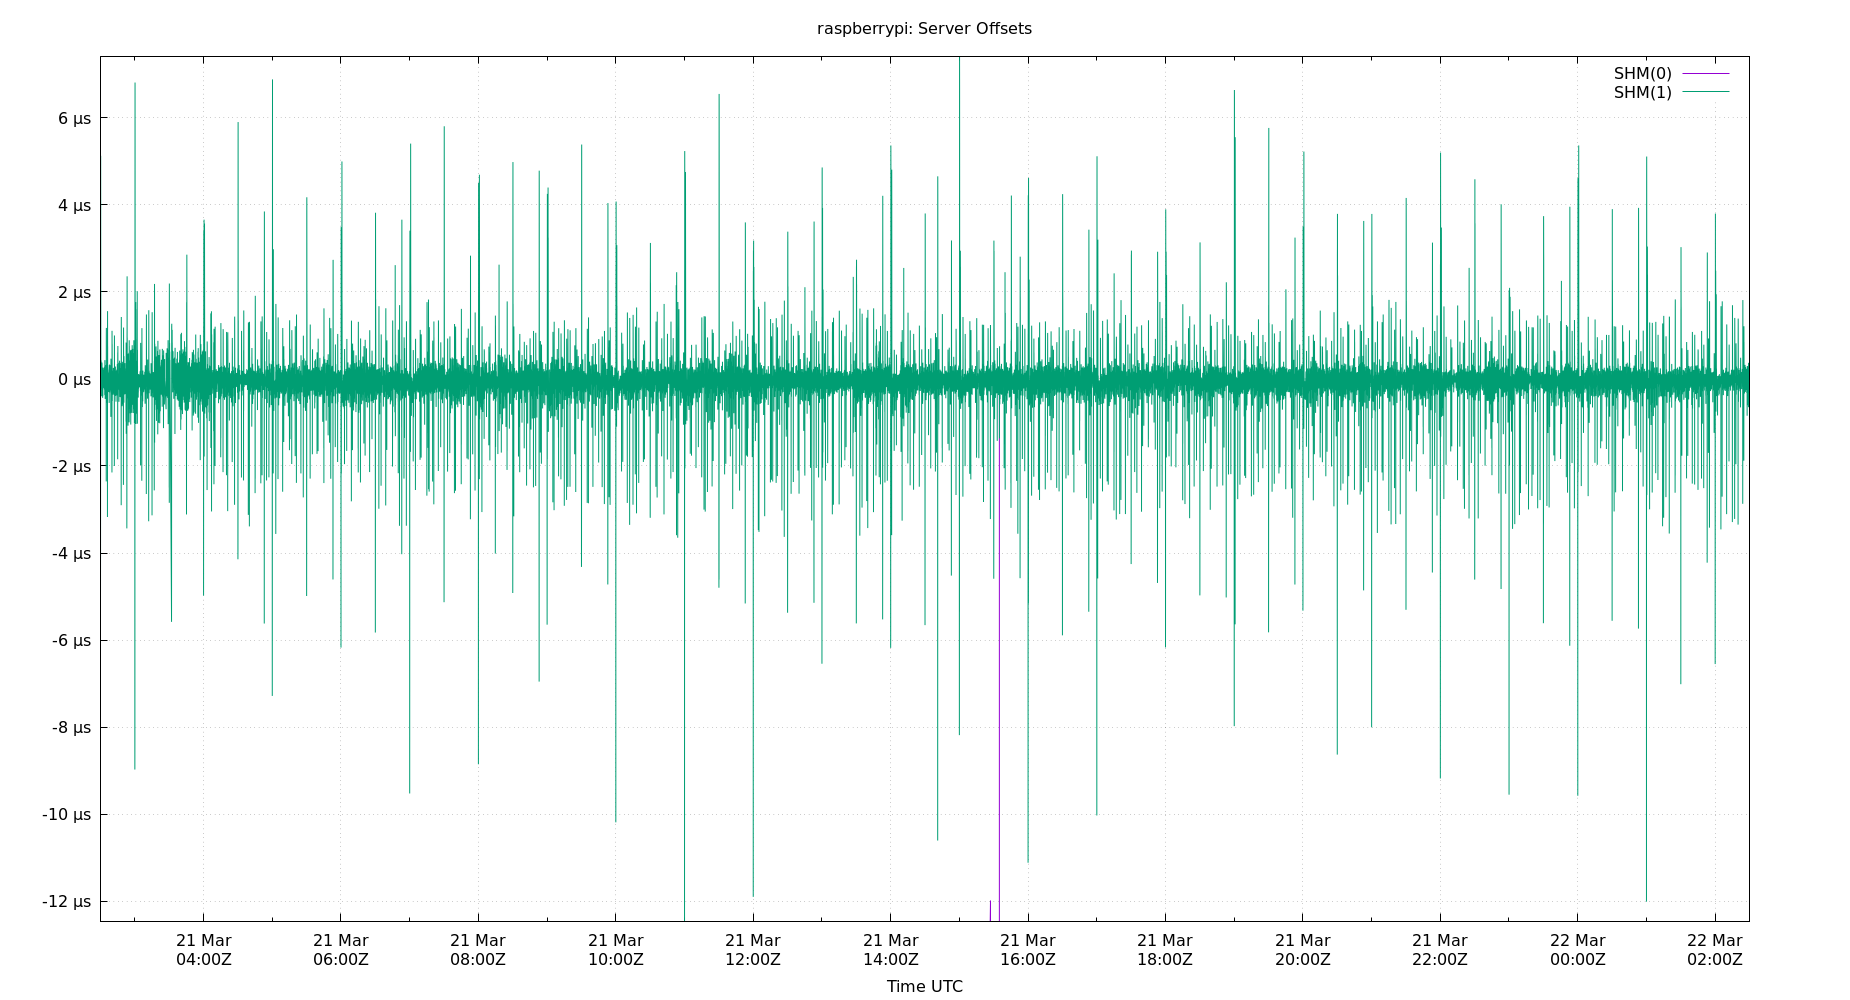 raspberrypi: Server Offsets
SHM(0)
SHM(1)
6 µs
4 µs
2 µs
0 µs
-2 µs
-4 µs
-6 µs
-8 µs
-10 µs
-12 µs
21 Mar 21 Mar 21 Mar 21 Mar 21 Mar 21 Mar 21 Mar 21 Mar 21 Mar 21 Mar 22 Mar 22 Mar
04:00Z 06:00Z 08:00Z 10:00Z 12:00Z 14:00Z 16:00Z 18:00Z 20:00Z 22:00Z 00:00Z 02:00Z
Time UTC